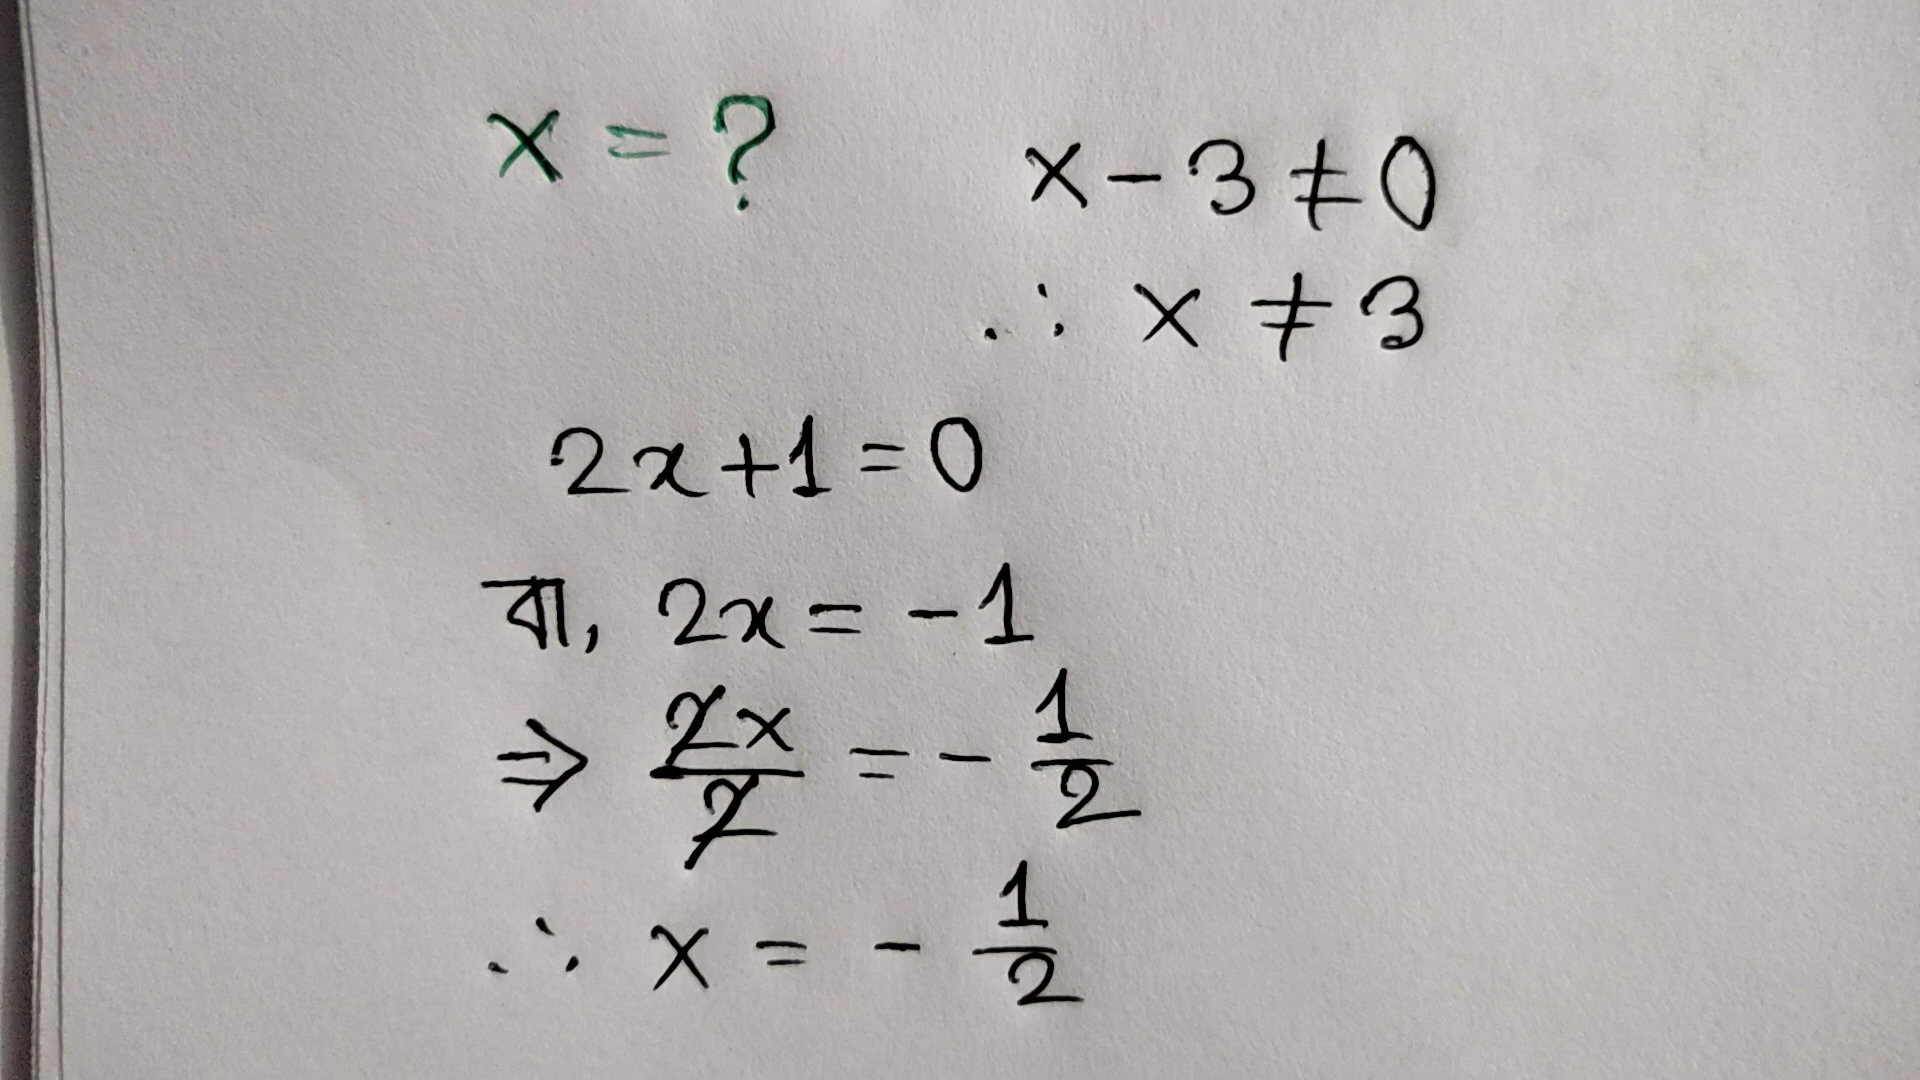 x = ?
x - 3 ≠ 0
∴ x ≠ 3
2x + 1 = 0
বা, 2x = - 1
⇒ 2x/2 = - 1/2
∴ x = - 1/2